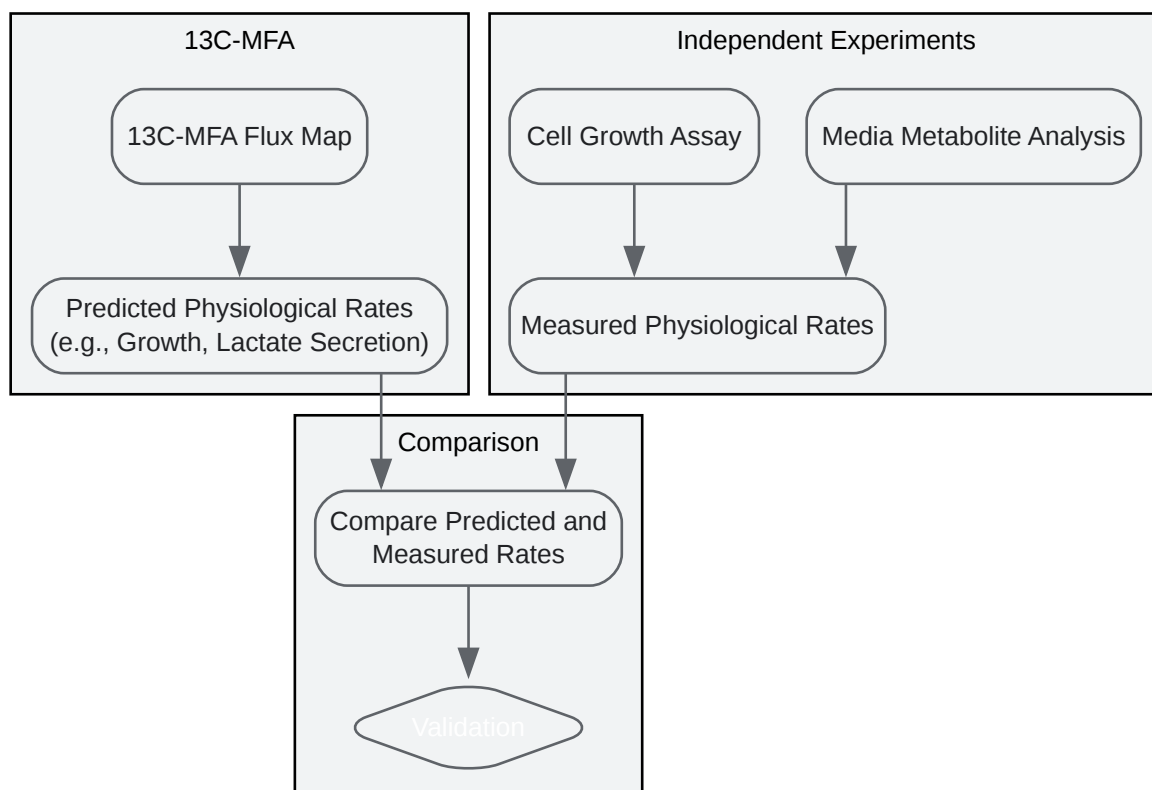 13C-MFA
Independent Experiments
13C-MFA Flux Map
Cell Growth Assay
Media Metabolite Analysis
Predicted Physiological Rates
(e.g., Growth, Lactate Secretion)
Measured Physiological Rates
Comparison
Compare Predicted and
Measured Rates
Validation